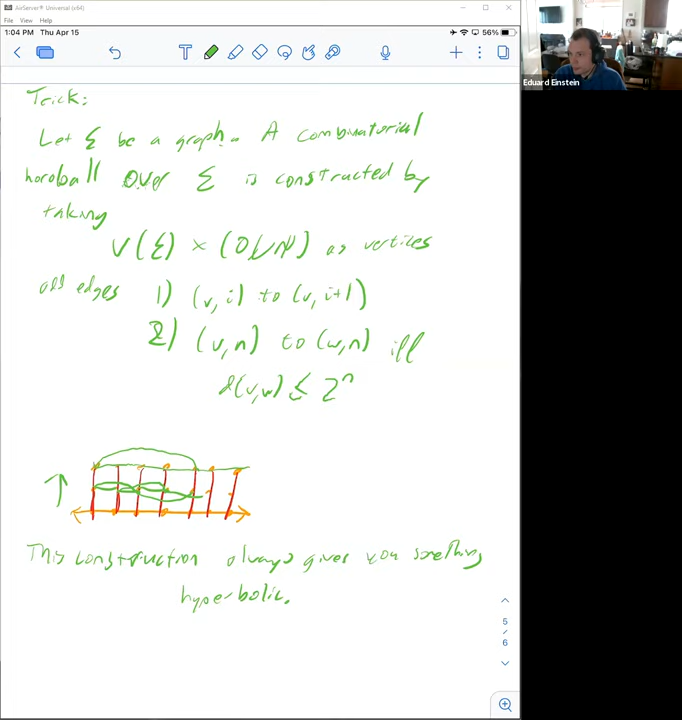 AirServer® Universal (x64)
File Edit View Help
1:04 PM Thu Apr 15
56%
Eduard Einstein
Trick:
Let Σ be a graph. A combinatorial
horoball over Σ is constructed by
taking
V(Σ) × (0 ∪ ℕ) as vertices
add edges 1) (v, i) to (v, i+1)
2) (v, n) to (w, n) iff
d(v, w) ≤ 2ⁿ
This construction always gives you something
hyperbolic.
5
/
6